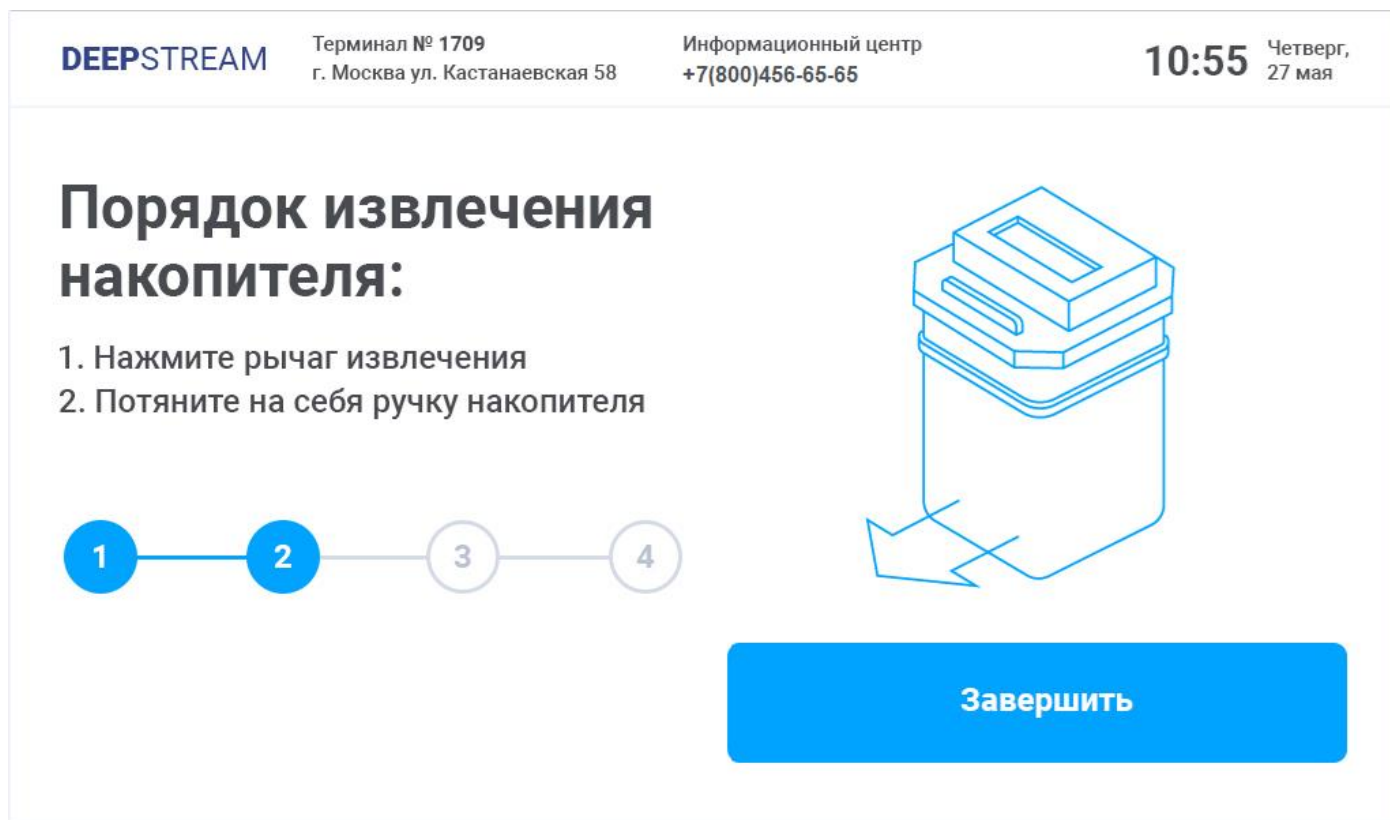 DEEPSTREAM
Терминал № 1709
г. Москва ул. Кастанаевская 58
Информационный центр
+7(800)456-65-65
10:55
Четверг,
27 мая
Порядок извлечения
накопителя:
1. Нажмите рычаг извлечения
2. Потяните на себя ручку накопителя
1 2 3 4
Завершить